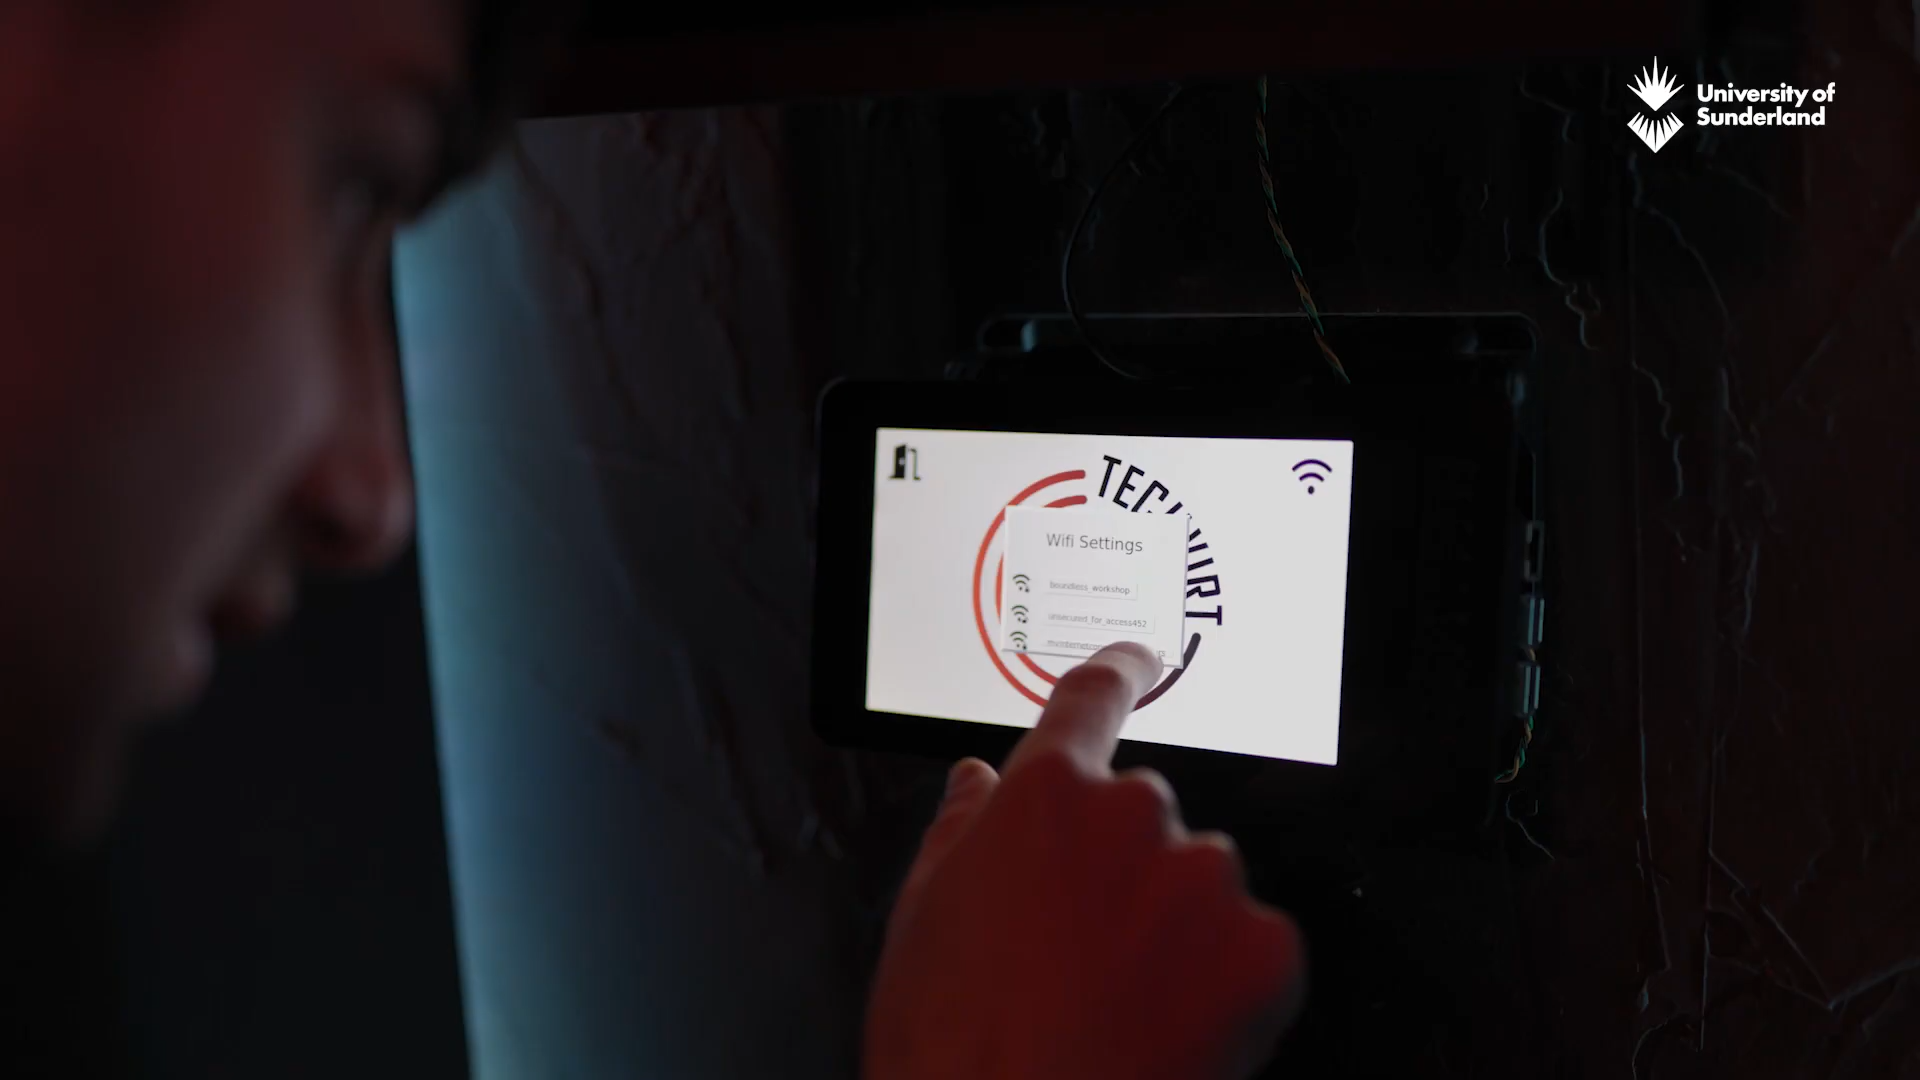 University of
Sunderland
Wifi Settings
boundless_workshop
unsecured_for_access452